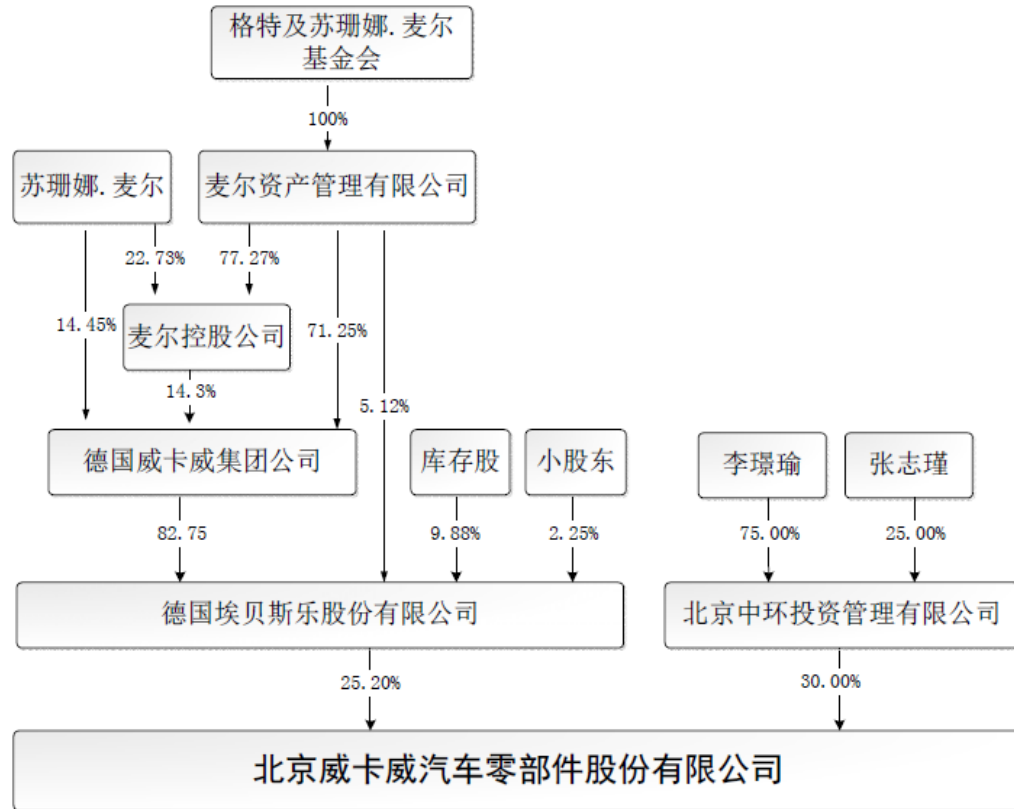 格特及苏珊娜.麦尔
基金会
100%
苏珊娜.麦尔
麦尔资产管理有限公司
22.73%
77.27%
14.45%
麦尔控股公司
71.25%
14.3%
5.12%
德国威卡威集团公司
库存股
小股东
李璟瑜
张志瑾
82.75
9.88%
2.25%
75.00%
25.00%
德国埃贝斯乐股份有限公司
北京中环投资管理有限公司
25.20%
30.00%
北京威卡威汽车零部件股份有限公司